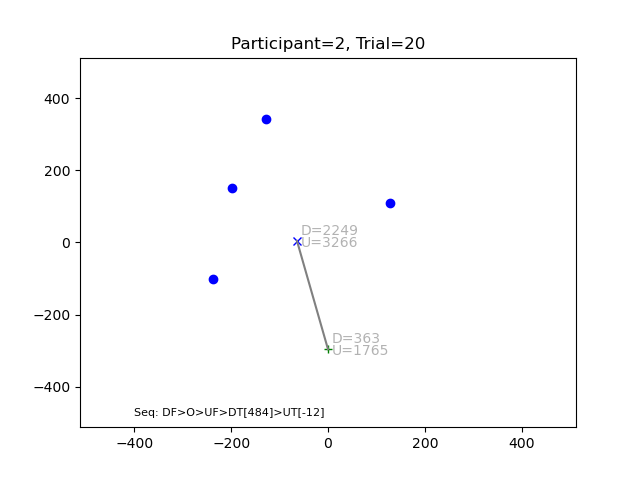 Participant=2, Trial=20
400
200
0
−200
−400
D=2249
U=3266
D=363
U=1765
Seq: DF>O>UF>DT[484]>UT[-12]
−400
−200
0
200
400